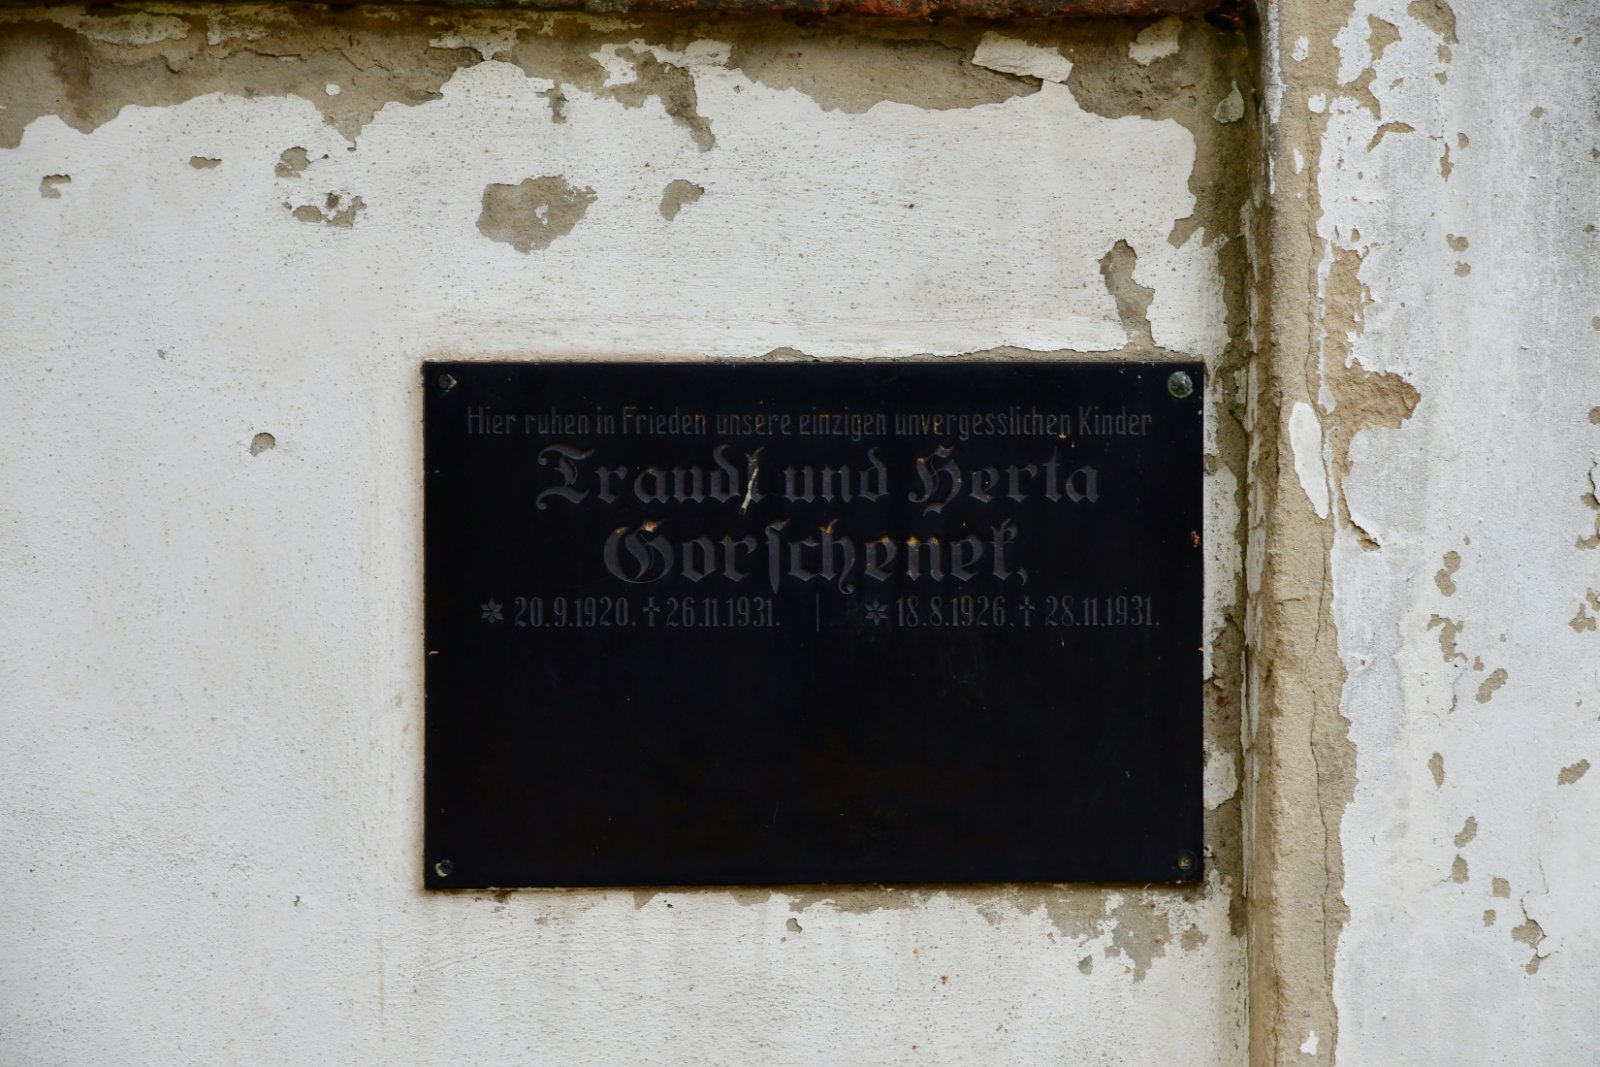 Hier ruhen in Frieden unsere einzigen unvergesslichen Kinder
Traudl und Herta
Gorſchenek,
* 20.9.1920. † 26.11.1931. | * 18.8.1926. † 28.11.1931.